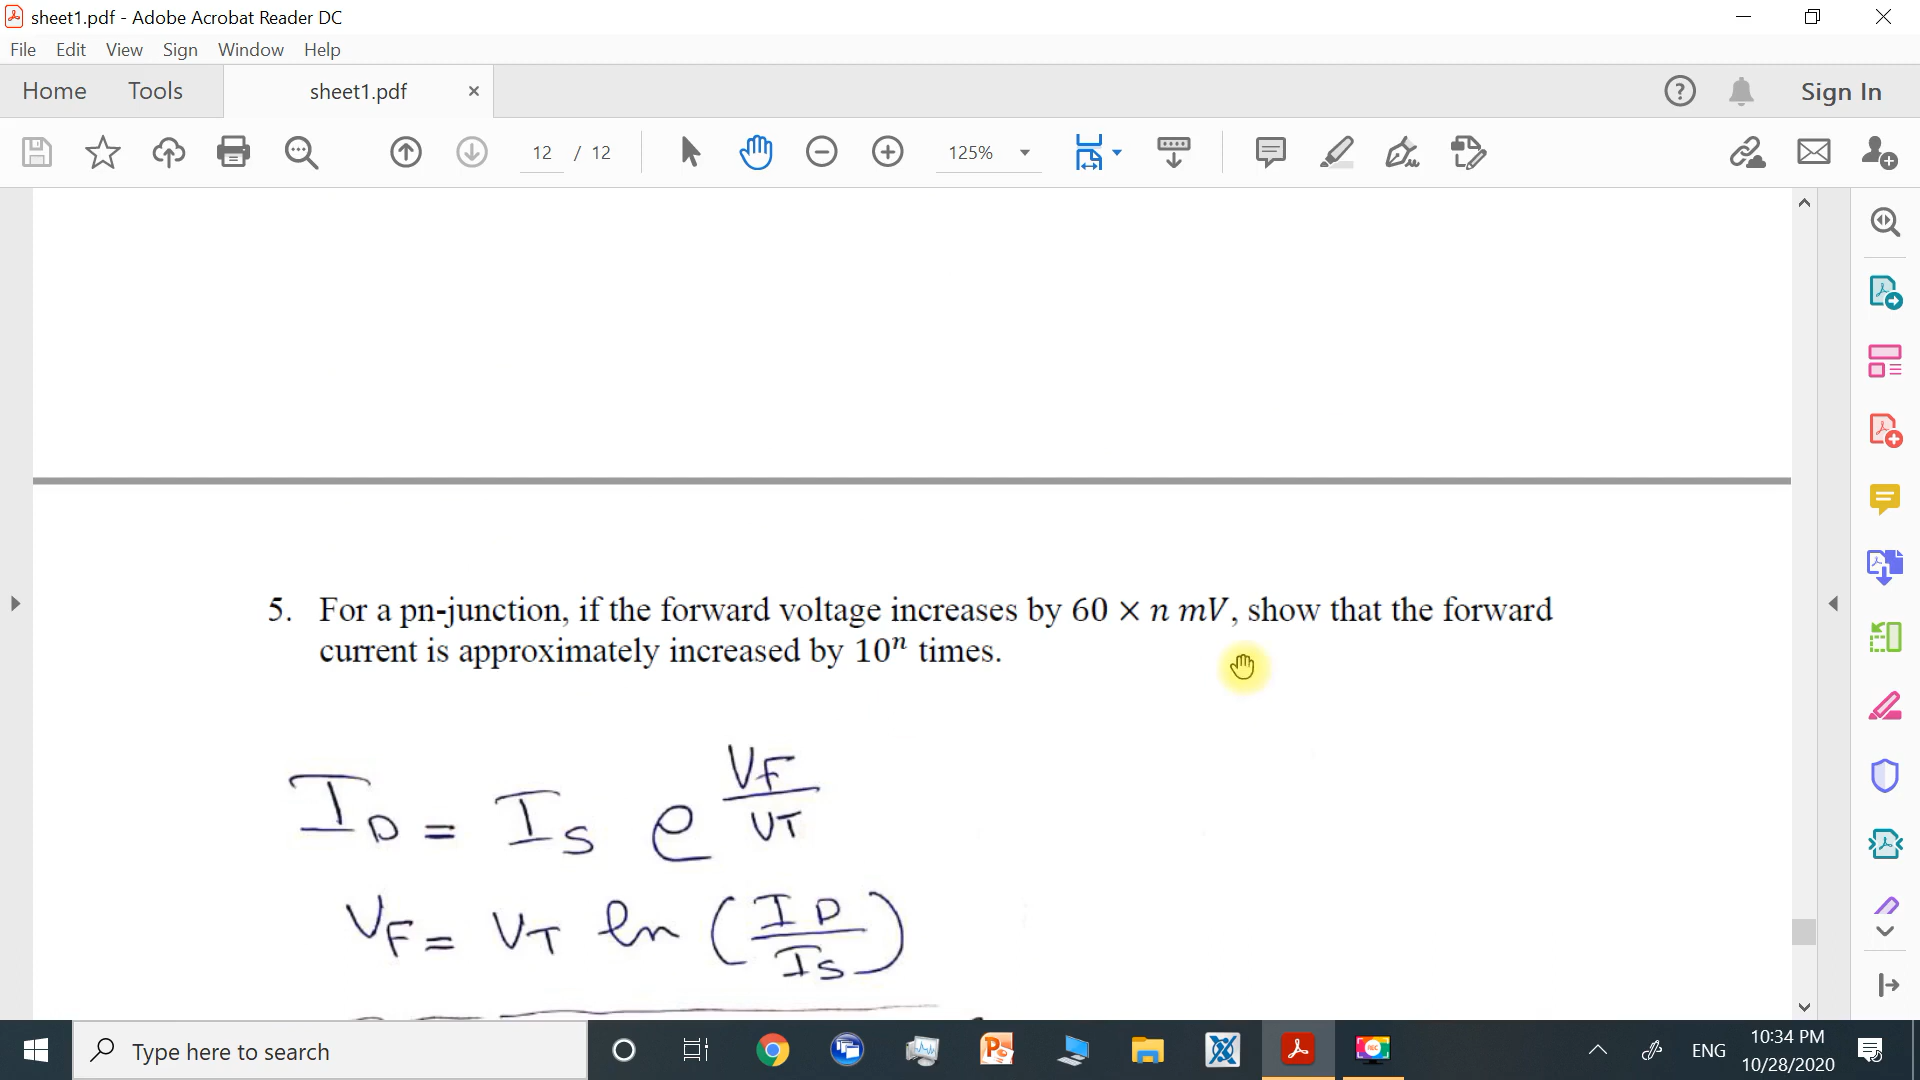 sheet1.pdf - Adobe Acrobat Reader DC
File Edit View Sign Window Help
Home Tools sheet1.pdf × Sign In
12 / 12 125%
5. For a pn-junction, if the forward voltage increases by 60 × n mV, show that the forward
current is approximately increased by 10ⁿ times.
I_D = I_S e^(V_F/V_T)
V_F = V_T ln (I_D/I_S)
Type here to search
ENG
10:34 PM
10/28/2020